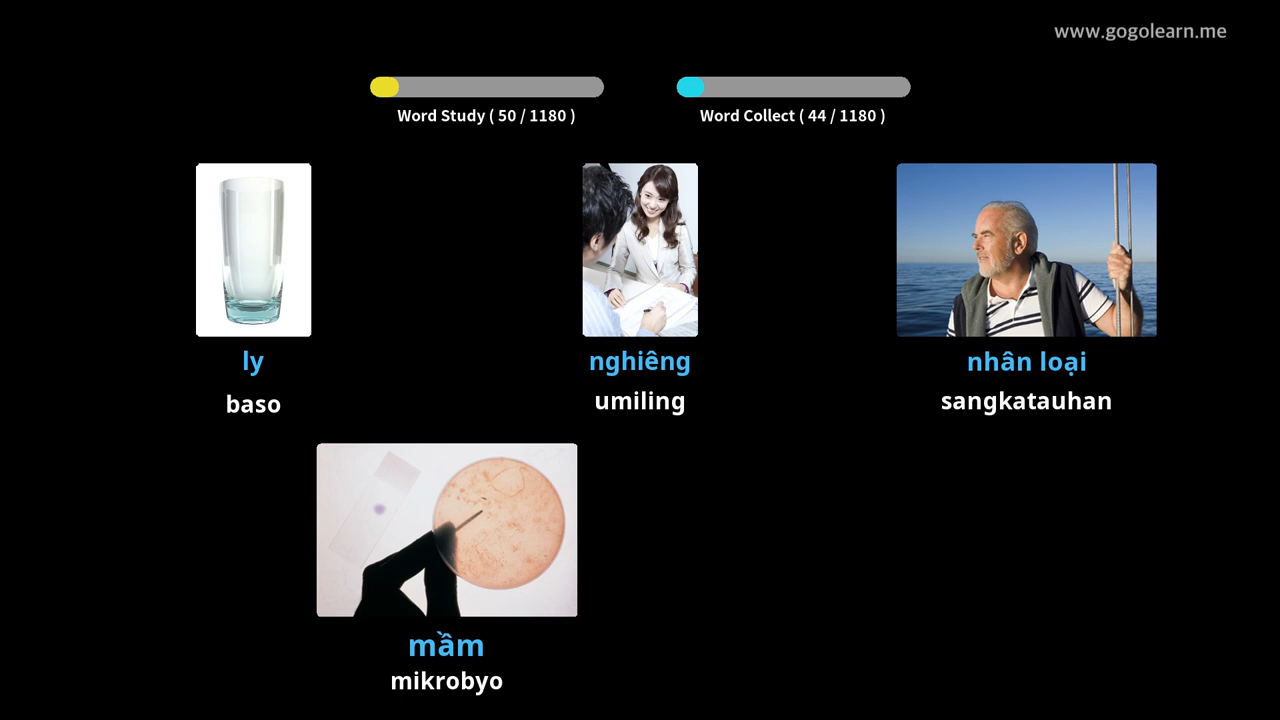 www.gogolearn.me
Word Study ( 50 / 1180 )
Word Collect ( 44 / 1180 )
ly
baso
nghiêng
umiling
nhân loại
sangkatauhan
mầm
mikrobyo